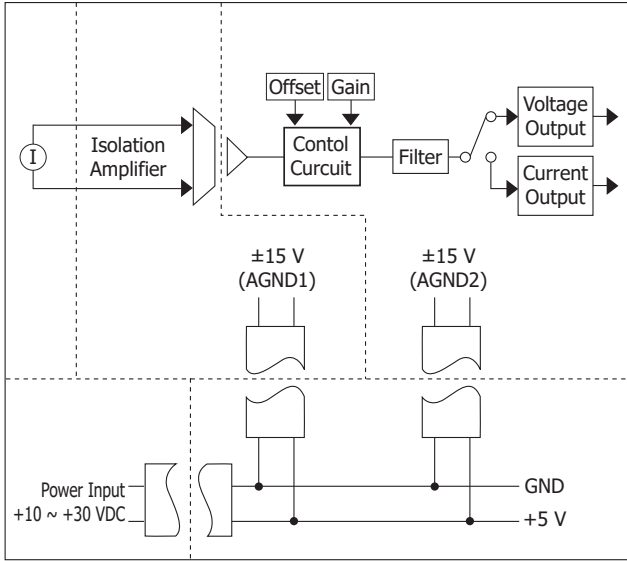 Offset
Gain
I
Isolation
Amplifier
Contol
Curcuit
Filter
Voltage
Output
Current
Output
±15 V
(AGND1)
±15 V
(AGND2)
Power Input
+10 ~ +30 VDC
GND
+5 V